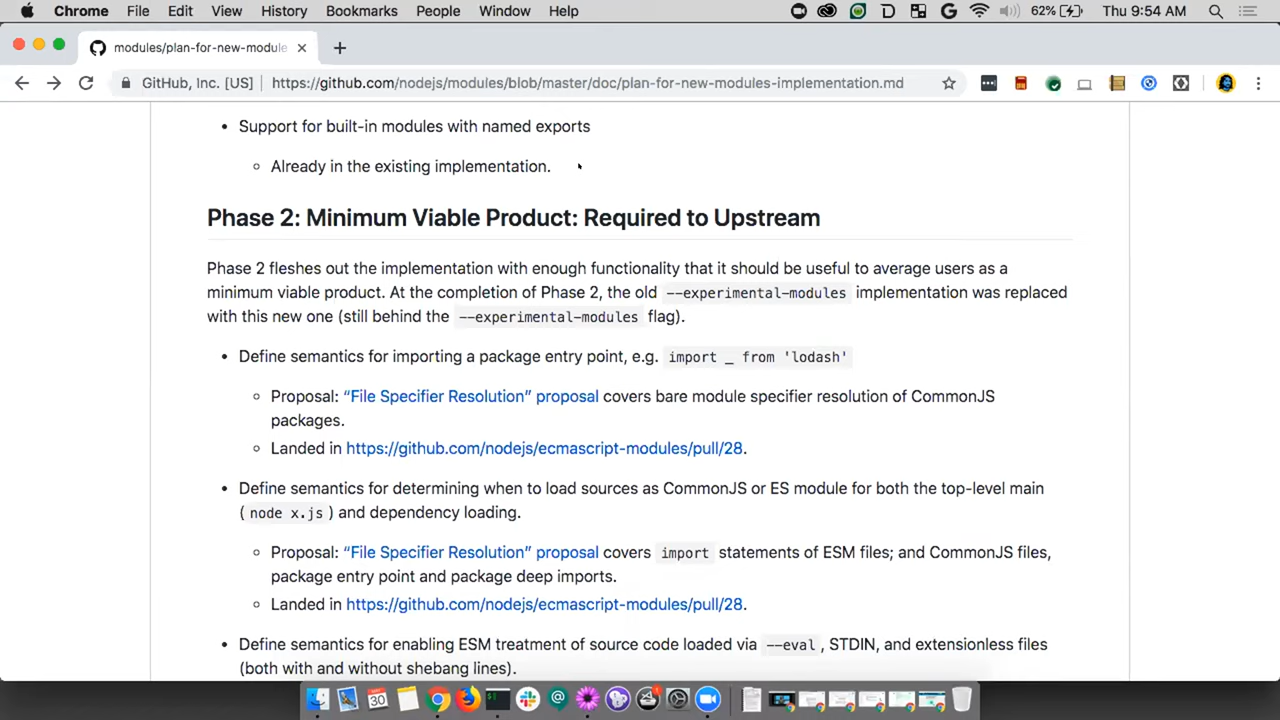 Chrome File Edit View History Bookmarks People Window Help 62% Thu 9:54 AM
modules/plan-for-new-module
GitHub, Inc. [US] https://github.com/nodejs/modules/blob/master/doc/plan-for-new-modules-implementation.md
• Support for built-in modules with named exports
Already in the existing implementation.
Phase 2: Minimum Viable Product: Required to Upstream
Phase 2 fleshes out the implementation with enough functionality that it should be useful to average users as a
minimum viable product. At the completion of Phase 2, the old --experimental-modules implementation was replaced
with this new one (still behind the --experimental-modules flag).
• Define semantics for importing a package entry point, e.g. import _ from 'lodash'
Proposal: “File Specifier Resolution” proposal covers bare module specifier resolution of CommonJS
packages.
Landed in https://github.com/nodejs/ecmascript-modules/pull/28.
• Define semantics for determining when to load sources as CommonJS or ES module for both the top-level main
(node x.js) and dependency loading.
Proposal: “File Specifier Resolution” proposal covers import statements of ESM files; and CommonJS files,
package entry point and package deep imports.
Landed in https://github.com/nodejs/ecmascript-modules/pull/28.
• Define semantics for enabling ESM treatment of source code loaded via --eval, STDIN, and extensionless files
(both with and without shebang lines).
30